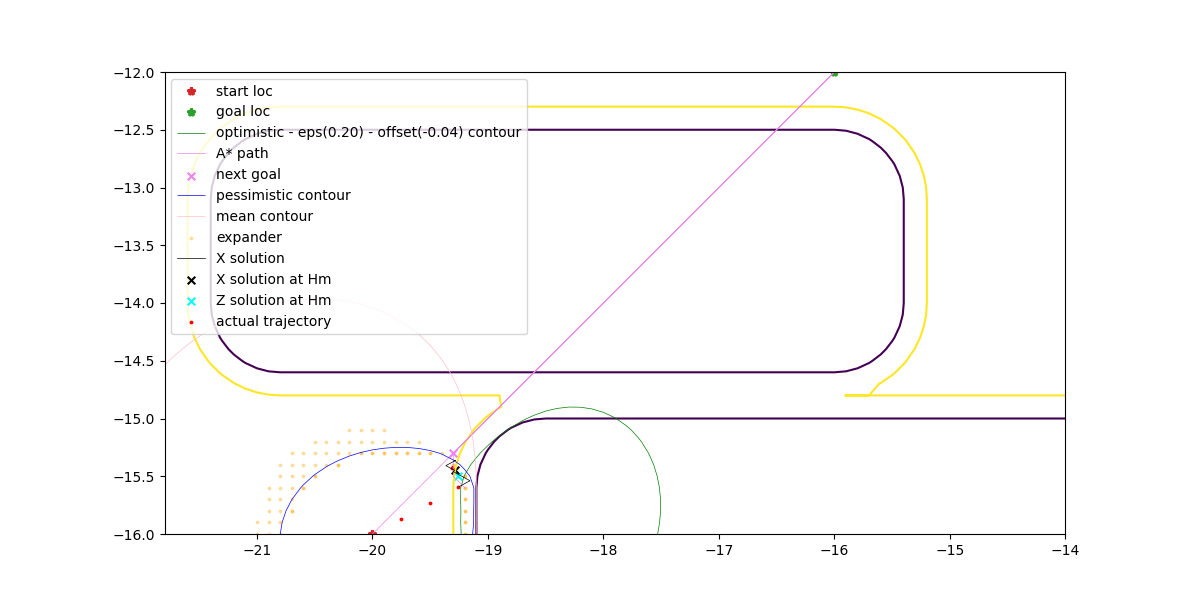 −12.0
−12.5
−13.0
−13.5
−14.0
−14.5
−15.0
−15.5
−16.0
start loc
goal loc
optimistic - eps(0.20) - offset(-0.04) contour
A* path
next goal
pessimistic contour
mean contour
expander
X solution
X solution at Hm
Z solution at Hm
actual trajectory
−21
−20
−19
−18
−17
−16
−15
−14